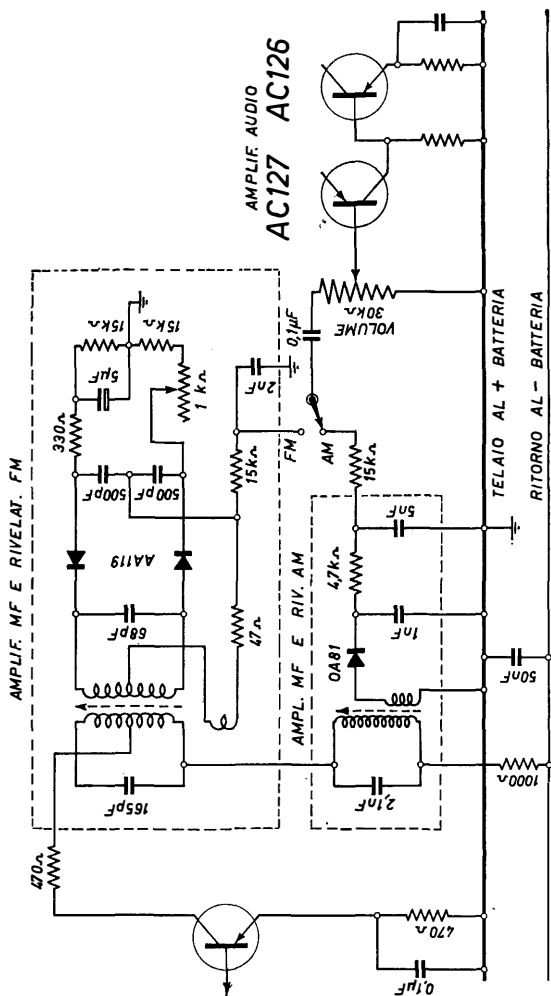 AMPLIF. MF E RIVELAT. FM
470Ω
165pF
68pF
AA119
500pF
500pF
330Ω
5µF
15kΩ
15kΩ
1 kΩ
47Ω
15kΩ
2nF
AMPL. MF E RIV. AM
2,1nF
OA81
1nF
4,7kΩ
5nF
15kΩ
FM
AM
0,1µF
VOLUME
30kΩ
AMPLIF. AUDIO
AC127 AC126
0,1µF
470Ω
1000Ω
50nF
TELAIO AL + BATTERIA
RITORNO AL - BATTERIA